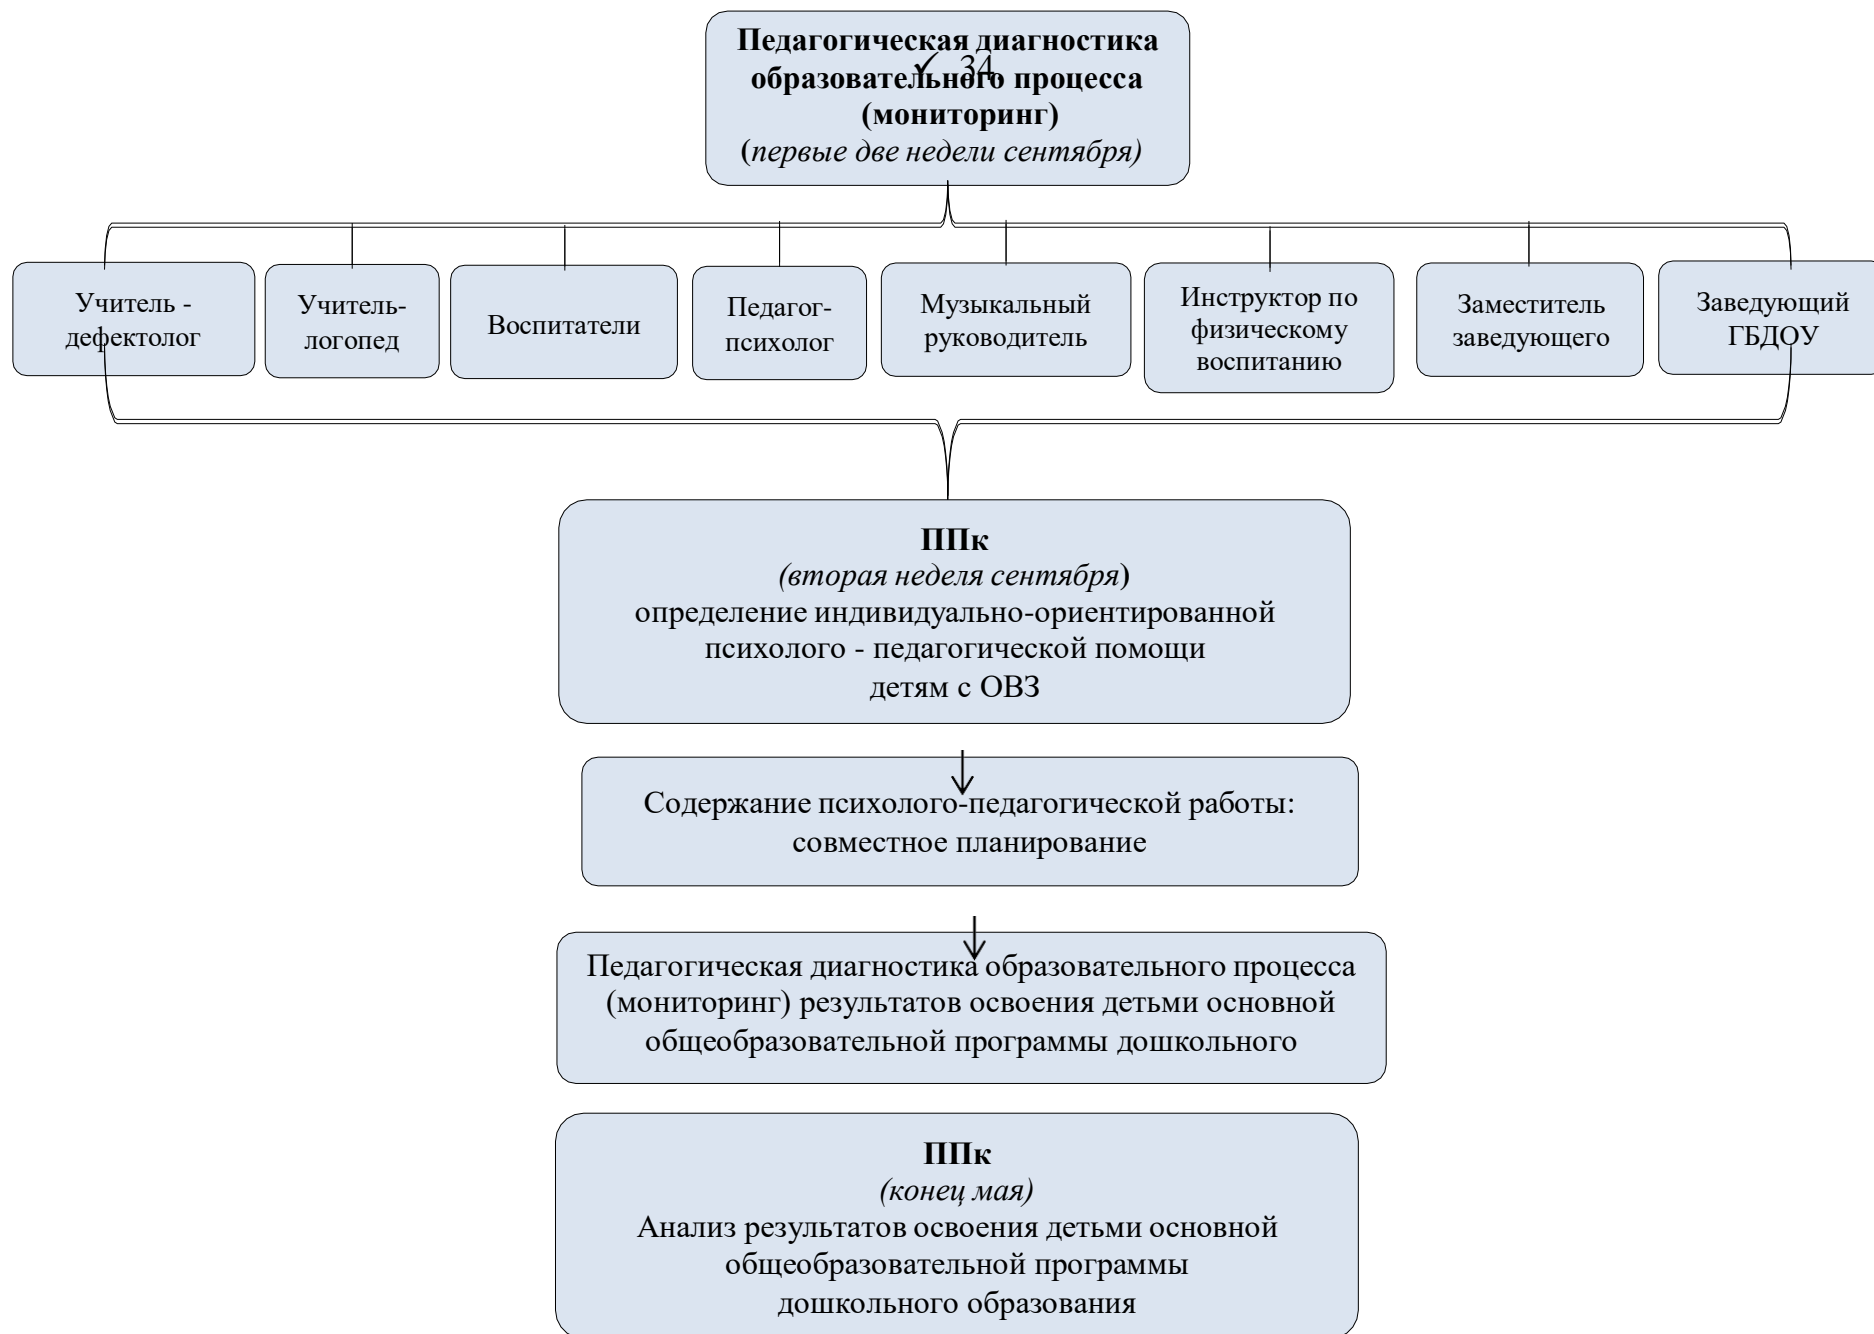 Педагогическая диагностика
✓ 34.
образовательного процесса
(мониторинг)
(первые две недели сентября)
Учитель -
дефектолог
Учитель-
логопед
Воспитатели
Педагог-
психолог
Музыкальный
руководитель
Инструктор по
физическому
воспитанию
Заместитель
заведующего
Заведующий
ГБДОУ
ППк
(вторая неделя сентября)
определение индивидуально-ориентированной
психолого - педагогической помощи
детям с ОВЗ
Содержание психолого-педагогической работы:
совместное планирование
Педагогическая диагностика образовательного процесса
(мониторинг) результатов освоения детьми основной
общеобразовательной программы дошкольного
ППк
(конец мая)
Анализ результатов освоения детьми основной
общеобразовательной программы
дошкольного образования